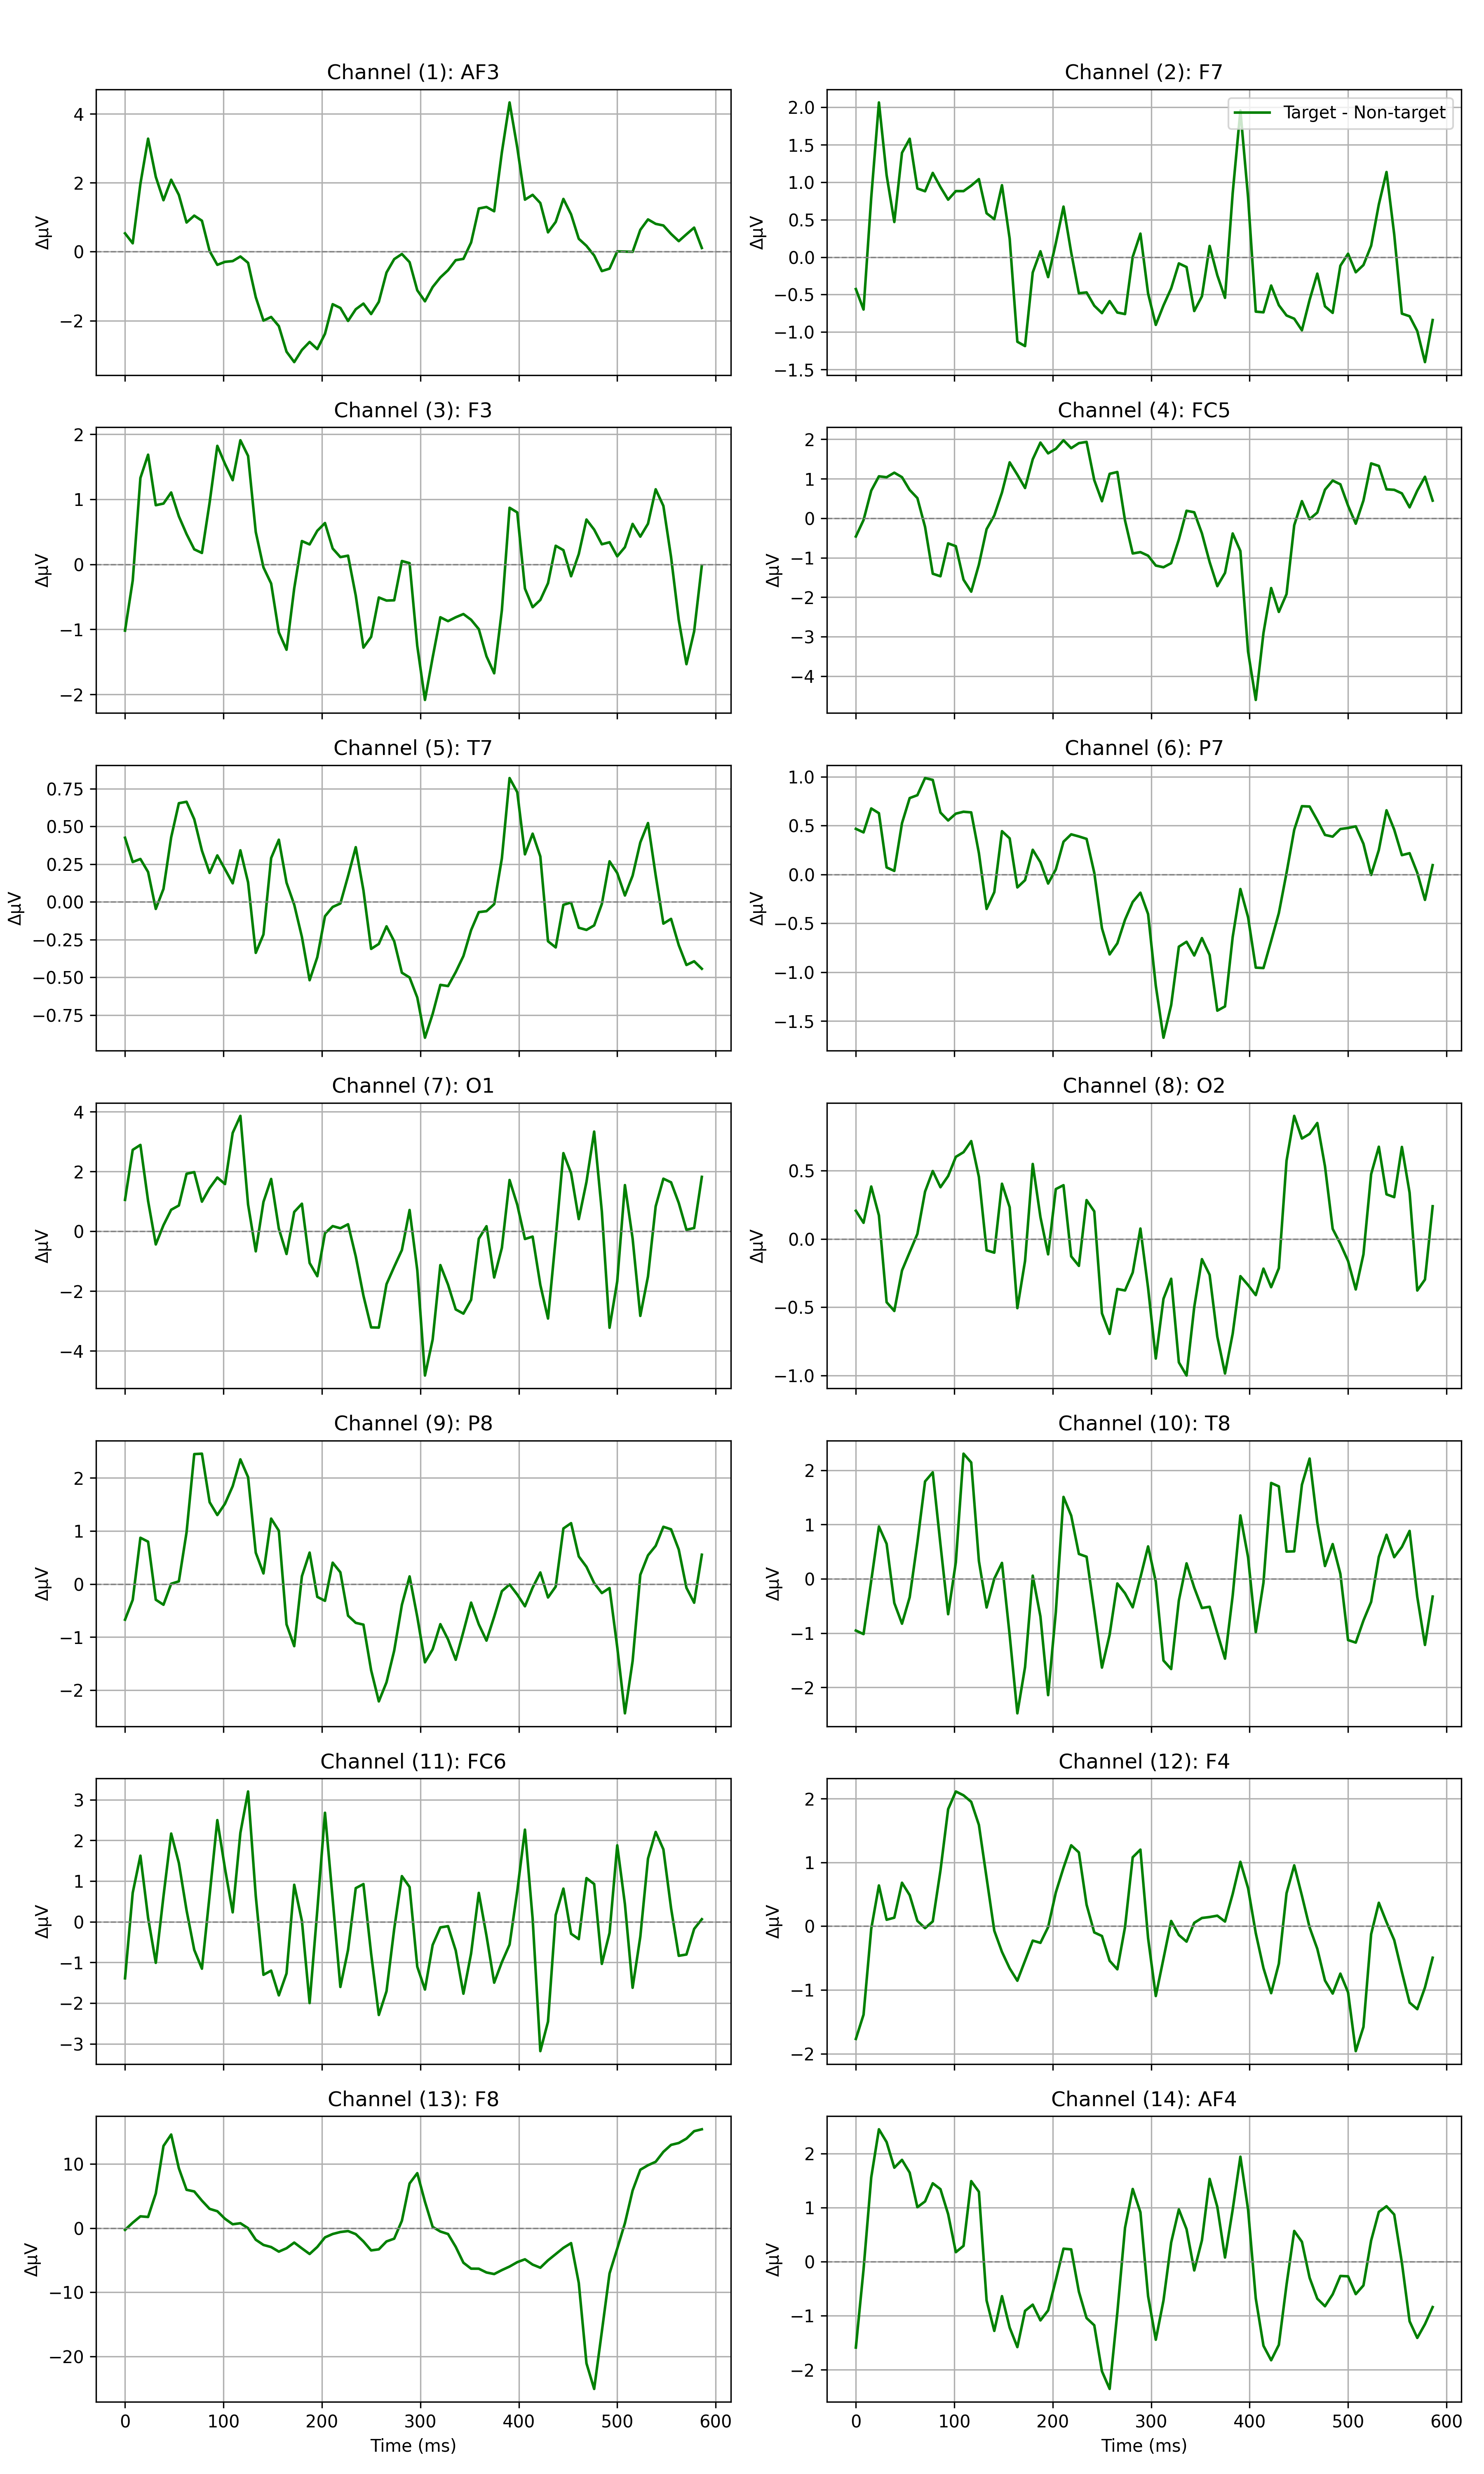 Channel (1): AF3
4
2
0
−2
ΔµV
Channel (2): F7
Target - Non-target
2.0
1.5
1.0
0.5
0.0
−0.5
−1.0
−1.5
ΔµV
Channel (3): F3
2
1
0
−1
−2
ΔµV
Channel (4): FC5
2
1
0
−1
−2
−3
−4
ΔµV
Channel (5): T7
0.75
0.50
0.25
0.00
−0.25
−0.50
−0.75
ΔµV
Channel (6): P7
1.0
0.5
0.0
−0.5
−1.0
−1.5
ΔµV
Channel (7): O1
4
2
0
−2
−4
ΔµV
Channel (8): O2
0.5
0.0
−0.5
−1.0
ΔµV
Channel (9): P8
2
1
0
−1
−2
ΔµV
Channel (10): T8
2
1
0
−1
−2
ΔµV
Channel (11): FC6
3
2
1
0
−1
−2
−3
ΔµV
Channel (12): F4
2
1
0
−1
−2
ΔµV
Channel (13): F8
10
0
−10
−20
ΔµV
0 100 200 300 400 500 600
Time (ms)
Channel (14): AF4
2
1
0
−1
−2
ΔµV
0 100 200 300 400 500 600
Time (ms)